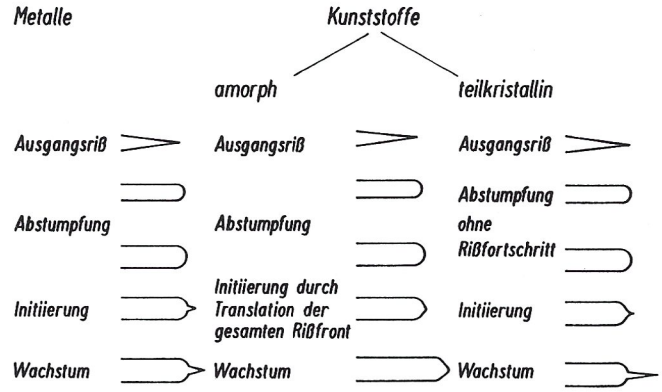 Metalle
Kunststoffe
amorph
teilkristallin
Ausgangsriß
Ausgangsriß
Ausgangsriß
Abstumpfung
Abstumpfung
Abstumpfung
ohne
Rißfortschritt
Initiierung
Initiierung durch
Translation der
gesamten Rißfront
Initiierung
Wachstum
Wachstum
Wachstum